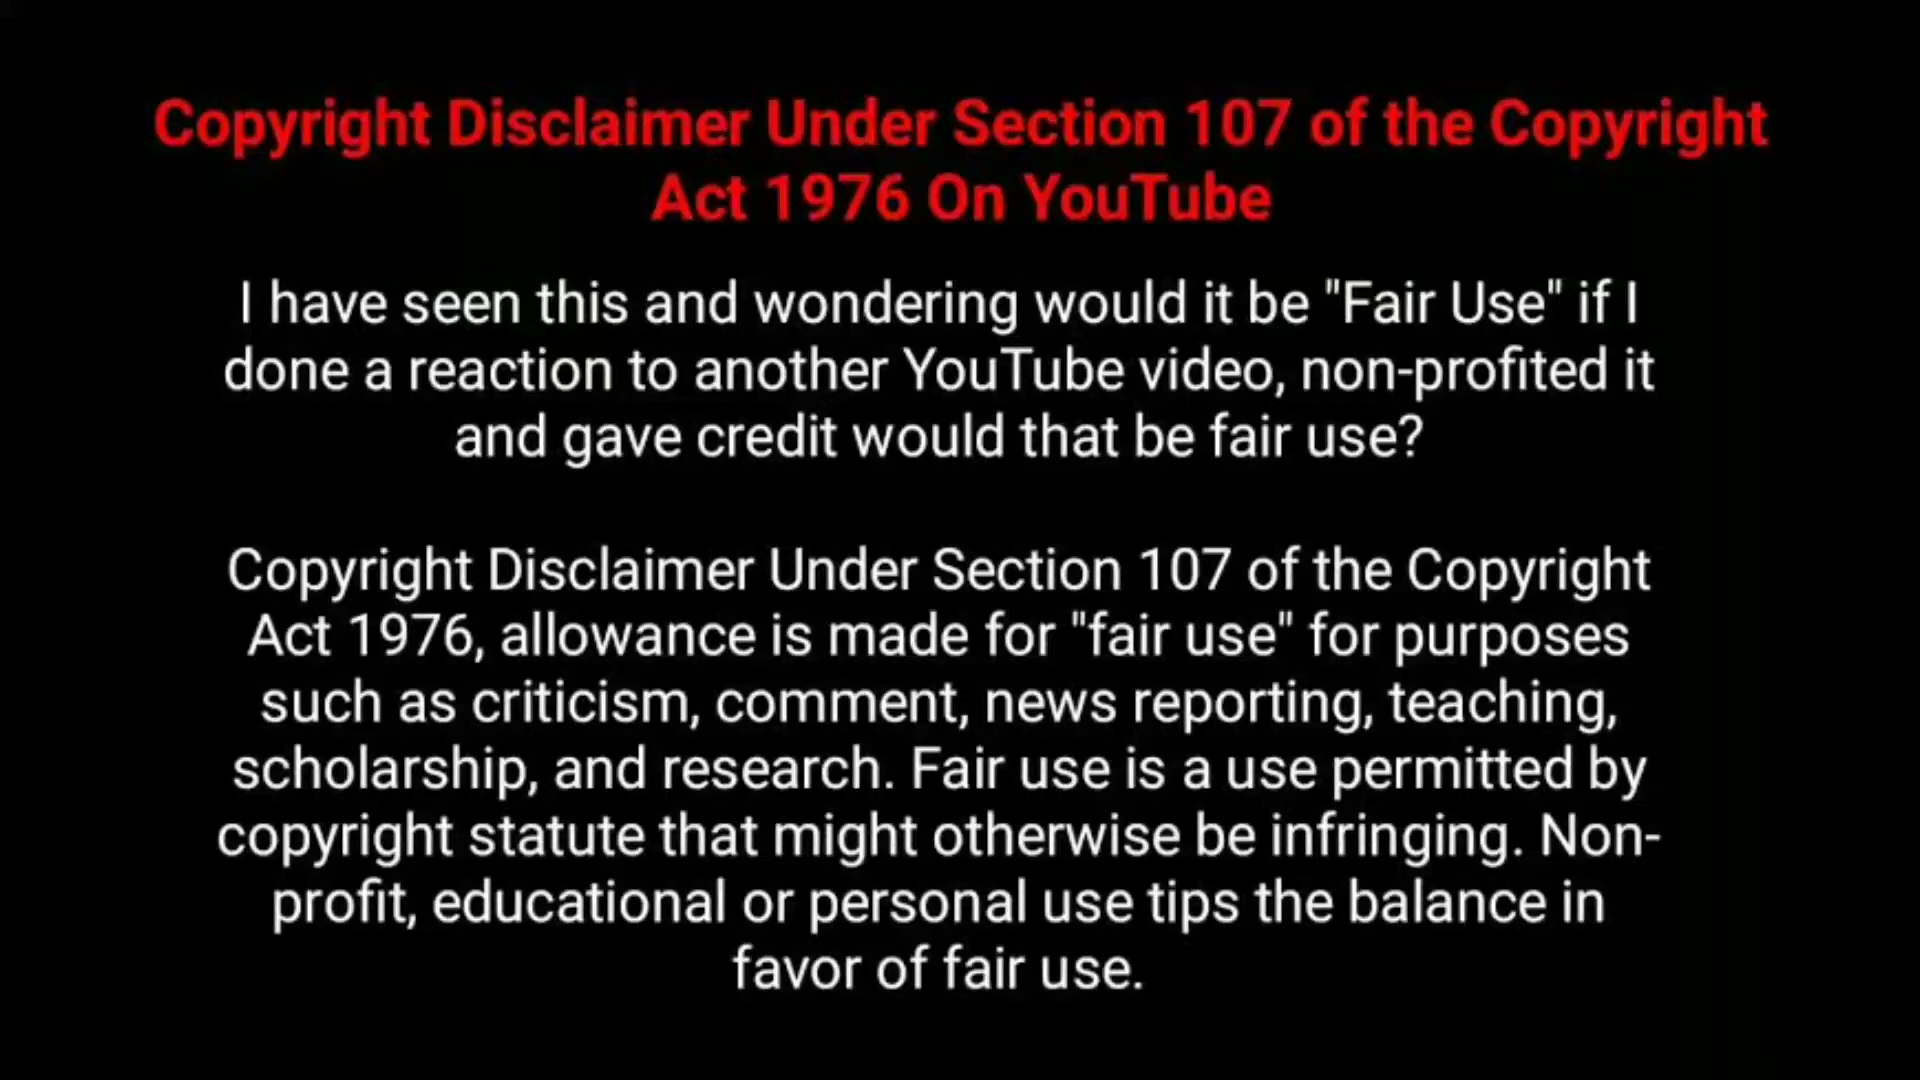 Copyright Disclaimer Under Section 107 of the Copyright
Act 1976 On YouTube
I have seen this and wondering would it be "Fair Use" if I
done a reaction to another YouTube video, non-profited it
and gave credit would that be fair use?
Copyright Disclaimer Under Section 107 of the Copyright
Act 1976, allowance is made for "fair use" for purposes
such as criticism, comment, news reporting, teaching,
scholarship, and research. Fair use is a use permitted by
copyright statute that might otherwise be infringing. Non-
profit, educational or personal use tips the balance in
favor of fair use.